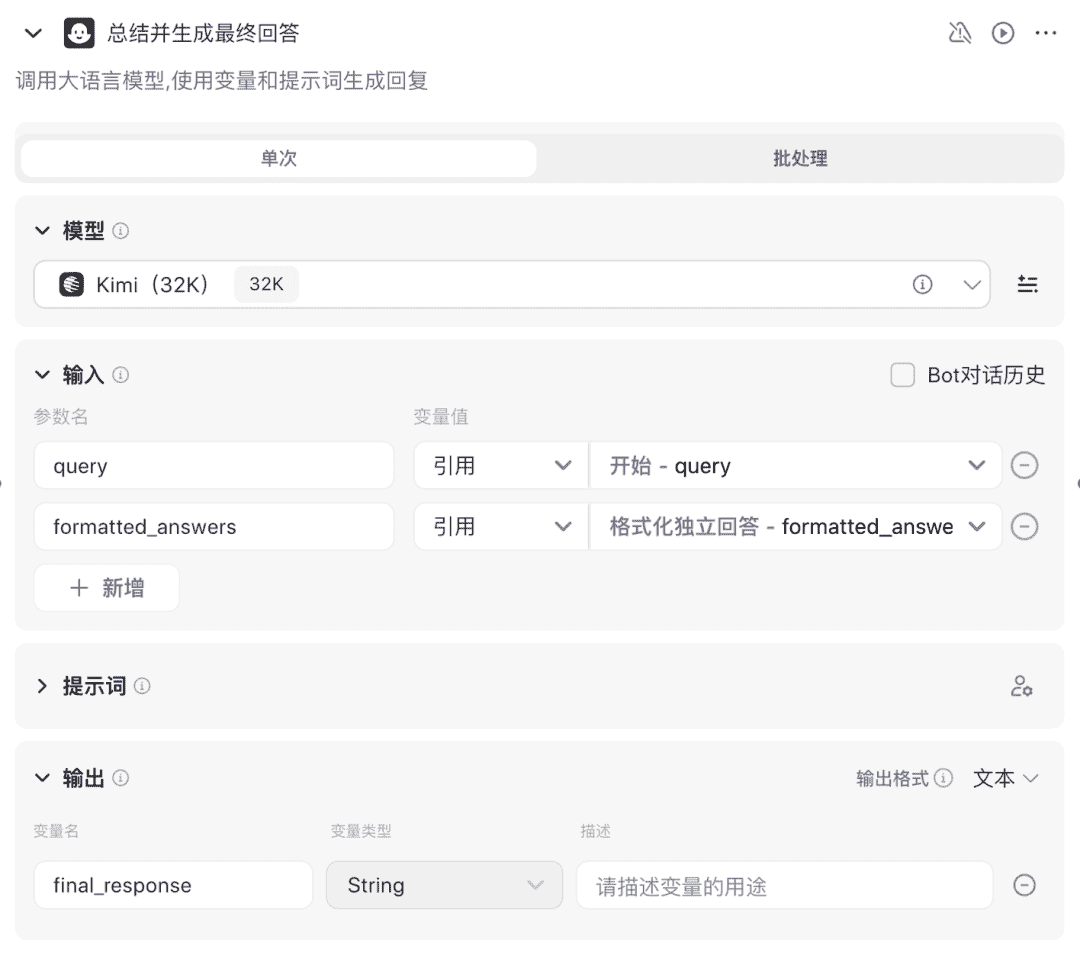 总结并生成最终回答
调用大语言模型,使用变量和提示词生成回复
单次 批处理
模型
Kimi（32K） 32K
输入 Bot对话历史
参数名 变量值
query 引用 开始 - query
formatted_answers 引用 格式化独立回答 - formatted_answe
+ 新增
提示词
输出 输出格式 文本
变量名 变量类型 描述
final_response String 请描述变量的用途